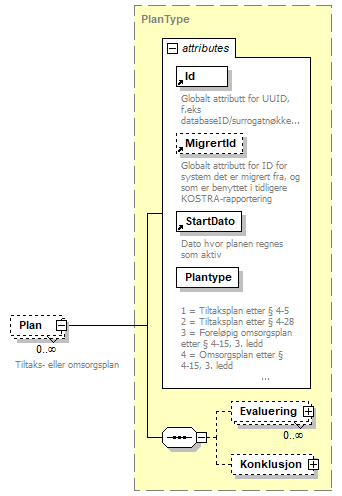 PlanType
attributes
Id
Globalt attributt for UUID,
f.eks
databaseID/surrogatnøkke...
MigrertId
Globalt attributt for ID for
system det er migrert fra, og
som er benyttet i tidligere
KOSTRA-rapportering
StartDato
Dato hvor planen regnes
som aktiv
Plantype
1 = Tiltaksplan etter § 4-5
2 = Tiltaksplan etter § 4-28
3 = Foreløpig omsorgsplan
etter § 4-15, 3. ledd
4 = Omsorgsplan etter §
4-15, 3. ledd
...
Plan
0..∞
Tiltaks- eller omsorgsplan
Evaluering
0..∞
Konklusjon